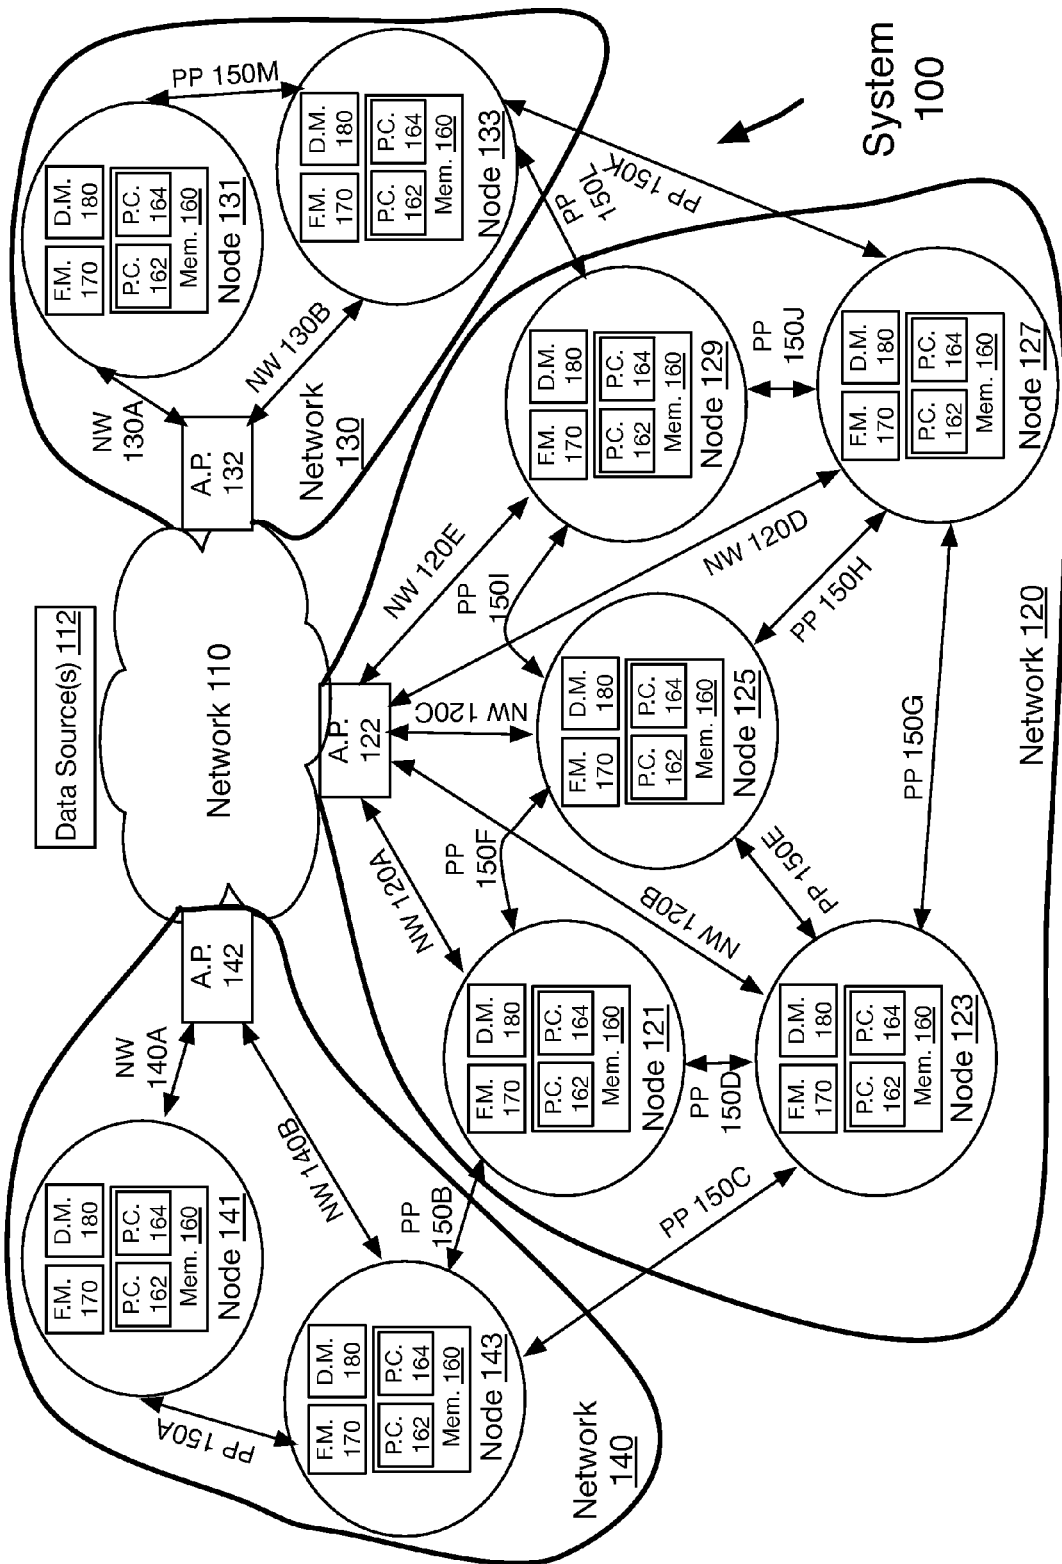 Data Source(s) 112
Network 110
A.P.
142
A.P.
122
A.P.
132
NW
140A
NW 140B
F.M.
170
D.M.
180
P.C.
162
P.C.
164
Mem. 160
Node 141
PP 150A
F.M.
170
D.M.
180
P.C.
162
P.C.
164
Mem. 160
Node 143
Network
140
PP
150B
PP 150C
NW
130A
NW 130B
F.M.
170
D.M.
180
P.C.
162
P.C.
164
Mem. 160
Node 131
PP 150M
F.M.
170
D.M.
180
P.C.
162
P.C.
164
Mem. 160
Node 133
Network
130
PP
150L
PP 150K
NW 120A
NW 120B
NW 120C
NW 120D
NW 120E
PP
150F
PP
150I
F.M.
170
D.M.
180
P.C.
162
P.C.
164
Mem. 160
Node 121
PP
150D
F.M.
170
D.M.
180
P.C.
162
P.C.
164
Mem. 160
Node 125
F.M.
170
D.M.
180
P.C.
162
P.C.
164
Mem. 160
Node 129
PP
150J
PP 150E
PP 150H
F.M.
170
D.M.
180
P.C.
162
P.C.
164
Mem. 160
Node 123
PP 150G
F.M.
170
D.M.
180
P.C.
162
P.C.
164
Mem. 160
Node 127
Network 120
System
100